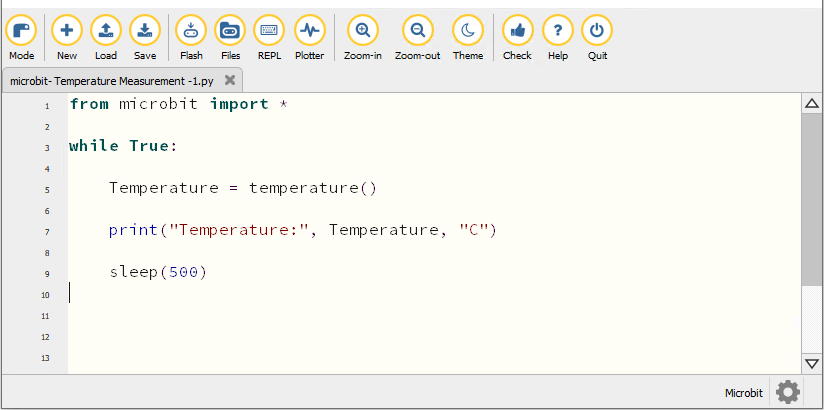 Mode New Load Save Flash Files REPL Plotter Zoom-in Zoom-out Theme Check Help Quit
microbit- Temperature Measurement -1.py
1 from microbit import *
2
3 while True:
4
5 Temperature = temperature()
6
7 print("Temperature:", Temperature, "C")
8
9 sleep(500)
10
11
12
13
Microbit